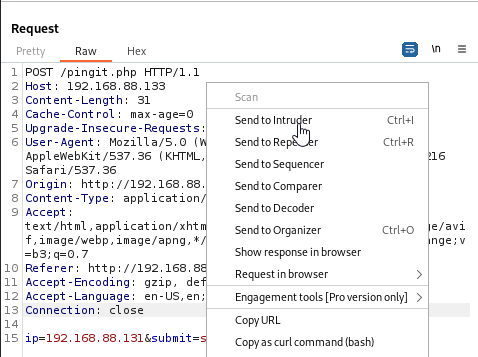 Request
Pretty Raw Hex \n
1 POST /pingit.php HTTP/1.1
2 Host: 192.168.88.133
3 Content-Length: 31
4 Cache-Control: max-age=0
5 Upgrade-Insecure-Requests:
6 User-Agent: Mozilla/5.0 (W
AppleWebKit/537.36 (KHTML, 216
Safari/537.36
7 Origin: http://192.168.88.
8 Content-Type: application/
9 Accept:
text/html,application/xhtm e/avi
f,image/webp,image/apng,*/ ange;v
=b3;q=0.7
10 Referer: http://192.168.88
11 Accept-Encoding: gzip, def
12 Accept-Language: en-US,en;
13 Connection: close
14
15 ip=192.168.88.131&submit=s
Scan
Send to Intruder Ctrl+I
Send to Repeater Ctrl+R
Send to Sequencer
Send to Comparer
Send to Decoder
Send to Organizer Ctrl+O
Show response in browser
Request in browser
Engagement tools [Pro version only]
Copy URL
Copy as curl command (bash)